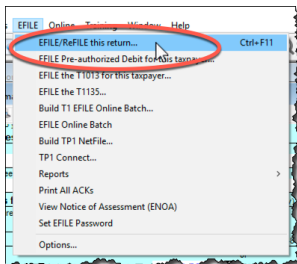 EFILE Online Training Window Help
EFILE/ReFILE this return... Ctrl+F11
EFILE Pre-authorized Debit for this taxpayer...
EFILE the T1013 for this taxpayer...
EFILE the T1135...
Build T1 EFILE Online Batch...
EFILE Online Batch
Build TP1 NetFile...
TP1 Connect...
Reports >
Print All ACKs
View Notice of Assessment (ENOA)
Set EFILE Password
Options...